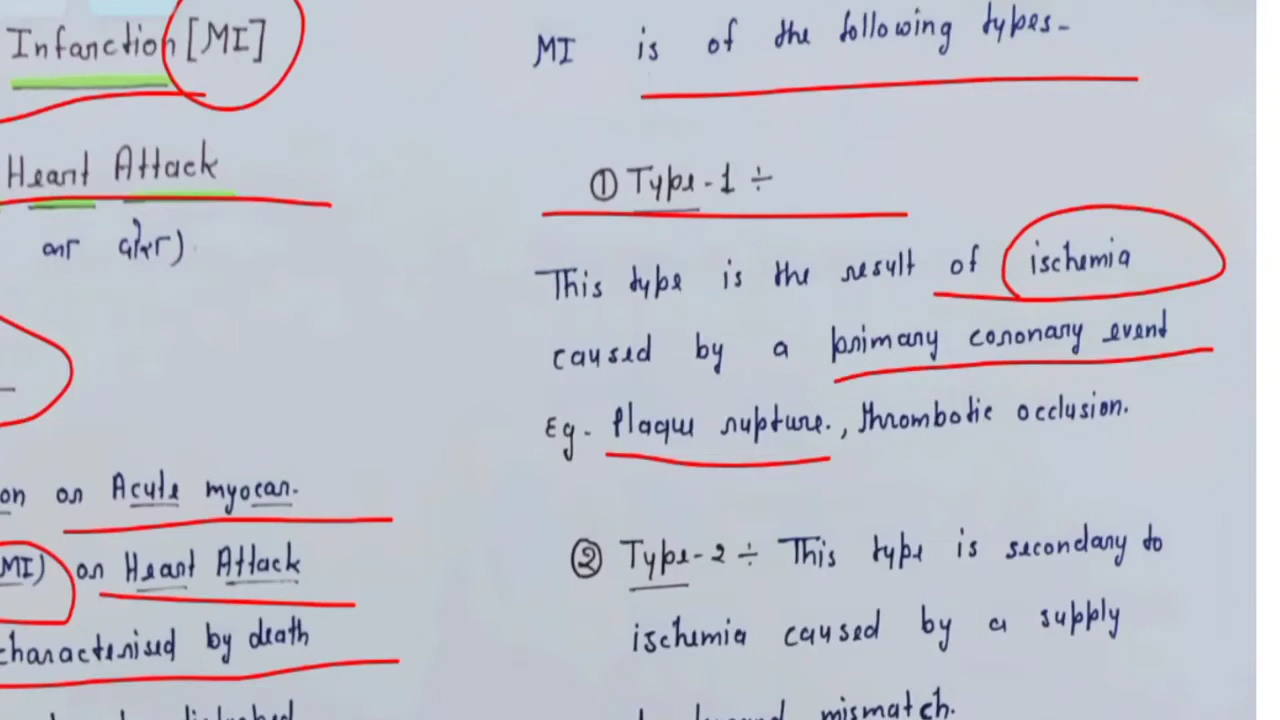 Infarction [MI]
Heart Attack
or
on or Acute myocar.
MI) or Heart Attack
characterised by death
MI is of the following types-
① Type-1 ÷
This type is the result of ischemia
caused by a primary coronary event
Eg. Plaque rupture., thrombotic occlusion.
② Type-2 ÷ This type is secondary to
ischemia caused by a supply
mismatch.